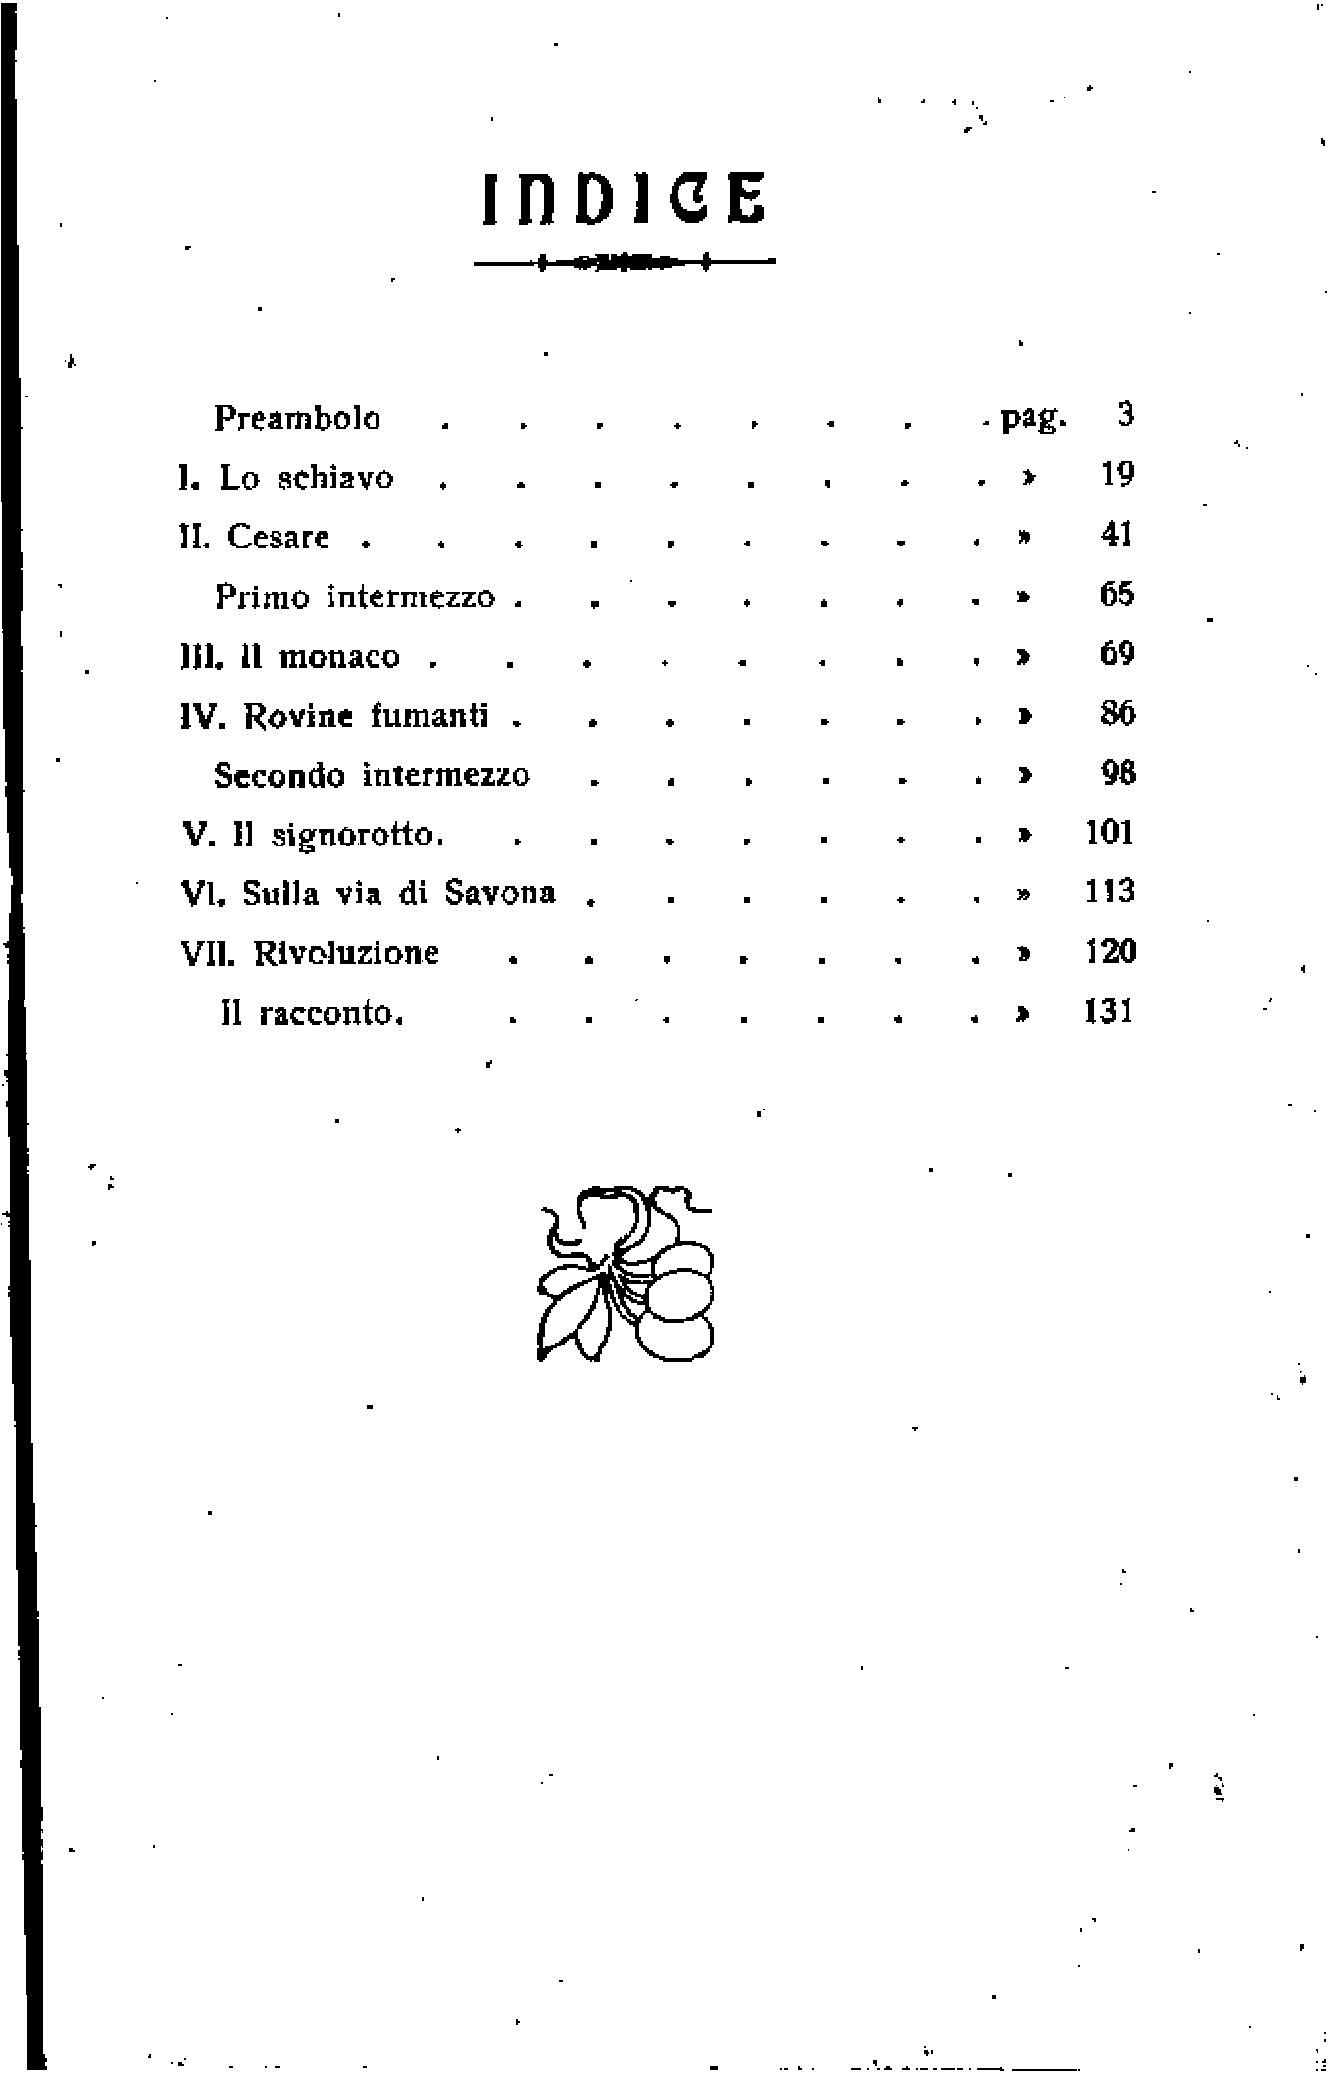 INDICE
Preambolo . . . . . . . . pag. 3
I. Lo schiavo . . . . . . . . » 19
II. Cesare . . . . . . . . . » 41
Primo intermezzo . . . . . . . » 65
III. Il monaco . . . . . . . . » 69
IV. Rovine fumanti . . . . . . . » 86
Secondo intermezzo . . . . . . » 98
V. Il signorotto. . . . . . . . » 101
VI. Sulla via di Savona . . . . . . » 113
VII. Rivoluzione . . . . . . . » 120
Il racconto. . . . . . . . » 131